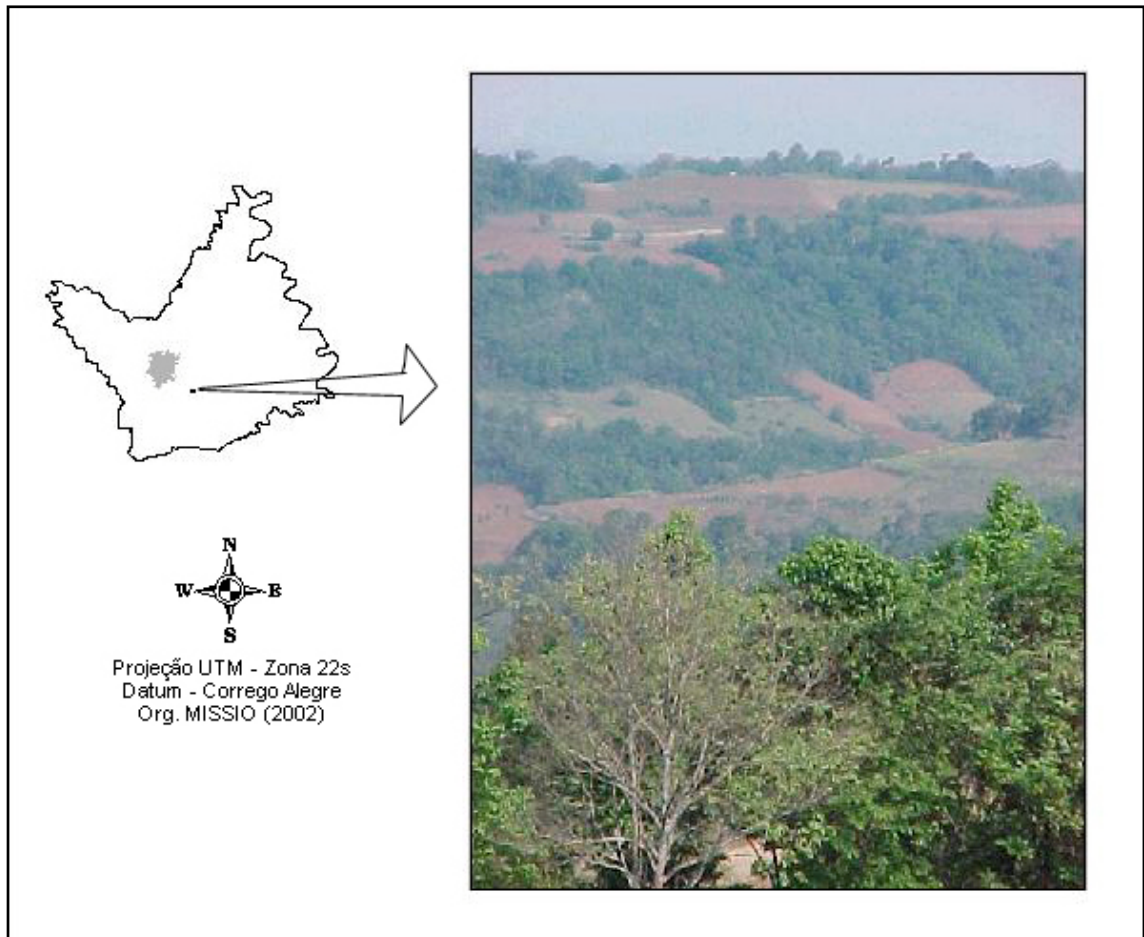 N
W E
S
Projeção UTM - Zona 22s
Datum - Corrego Alegre
Org. MISSIO (2002)